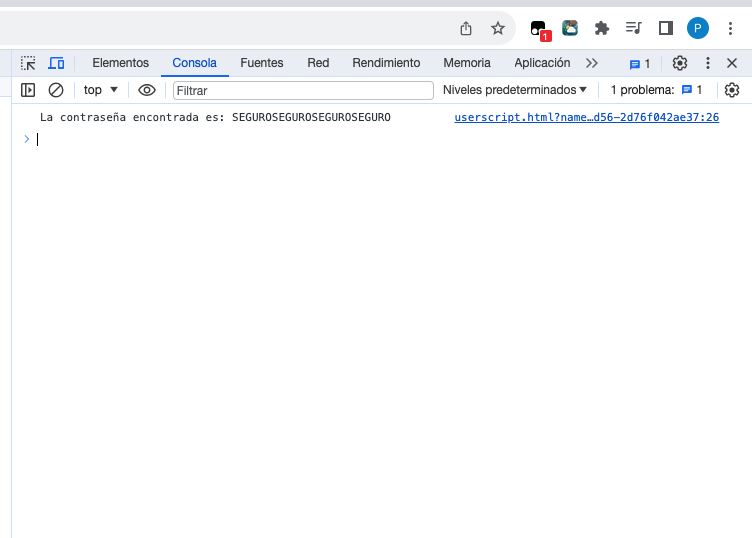 1 P
Elementos Consola Fuentes Red Rendimiento Memoria Aplicación 1
top Filtrar Niveles predeterminados 1 problema: 1
La contraseña encontrada es: SEGUROSEGUROSEGUROSEGURO userscript.html?name…d56-2d76f042ae37:26